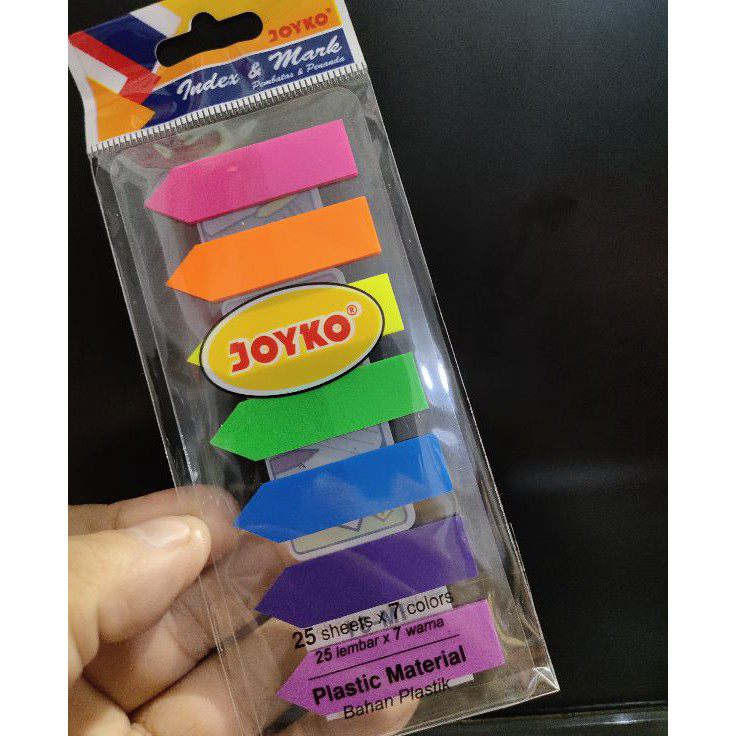 JOYKO®
Index & Mark
Pembatas & Penanda
JOYKO®
25 sheets x 7 colors
25 lembar x 7 warna
Plastic Material
Bahan Plastik